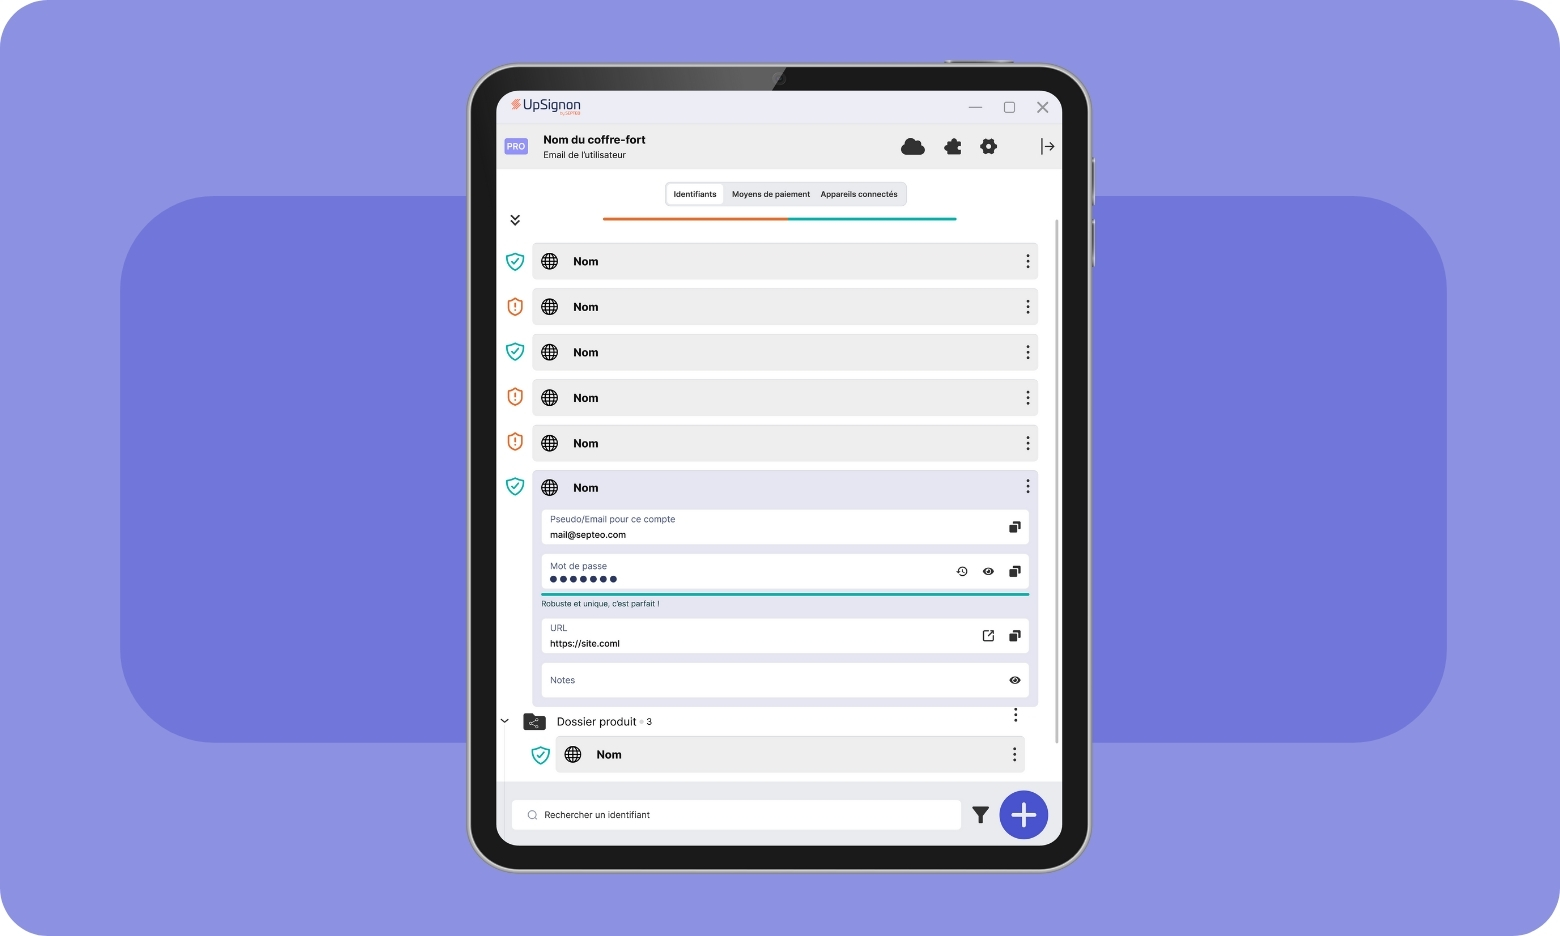 UpSignon
by SEPTEO
PRO
Nom du coffre-fort
Email de l'utilisateur
Identifiants
Moyens de paiement
Appareils connectés
Nom
Nom
Nom
Nom
Nom
Nom
Pseudo/Email pour ce compte
mail@septeo.com
Mot de passe
Robuste et unique, c'est parfait !
URL
https://site.coml
Notes
Dossier produit 3
Nom
Rechercher un identifiant